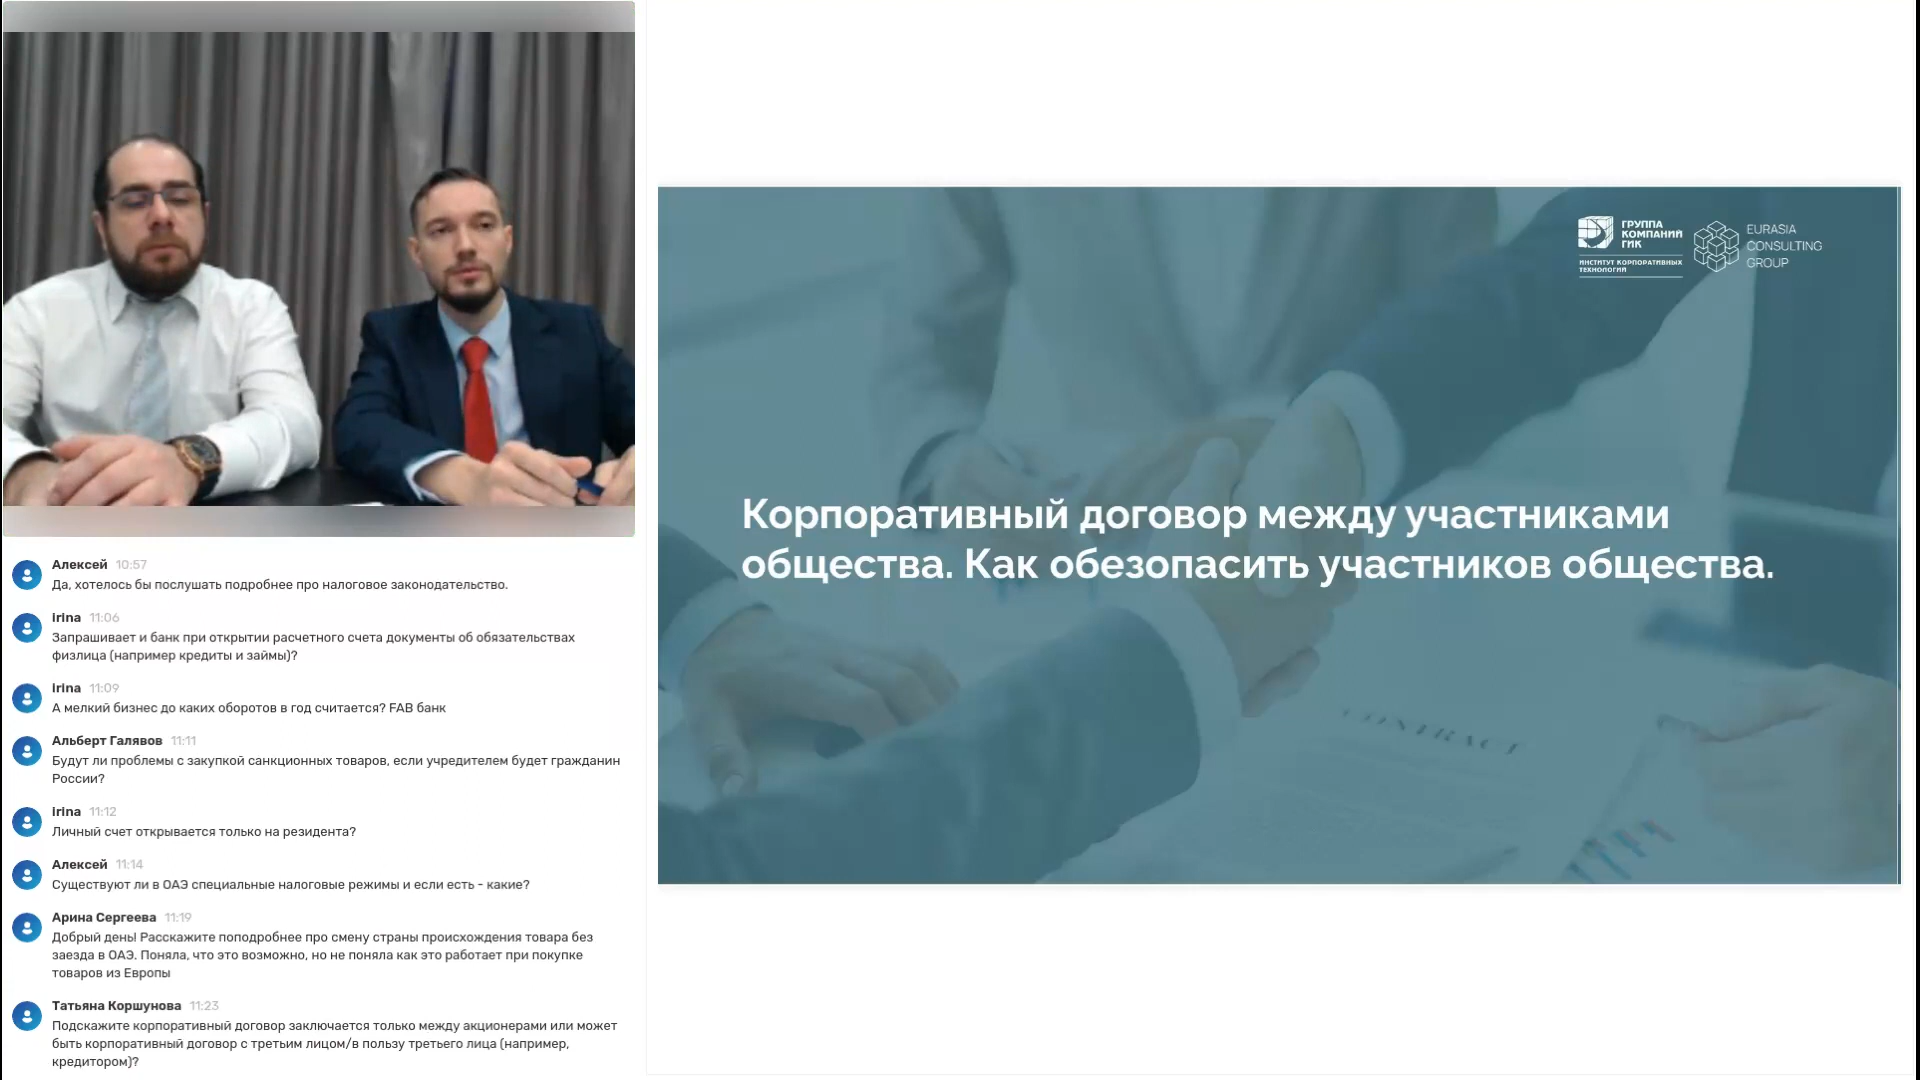 Алексей 10:57
Да, хотелось бы послушать подробнее про налоговое законодательство.
irina 11:06
Запрашивает и банк при открытии расчетного счета документы об обязательствах
физлица (например кредиты и займы)?
irina 11:09
А мелкий бизнес до каких оборотов в год считается? FAB банк
Альберт Галявов 11:11
Будут ли проблемы с закупкой санкционных товаров, если учредителем будет гражданин
России?
irina 11:12
Личный счет открывается только на резидента?
Алексей 11:14
Существуют ли в ОАЭ специальные налоговые режимы и если есть - какие?
Арина Сергеева 11:19
Добрый день! Расскажите поподробнее про смену страны происхождения товара без
заезда в ОАЭ. Поняла, что это возможно, но не поняла как это работает при покупке
товаров из Европы
Татьяна Коршунова 11:23
Подскажите корпоративный договор заключается только между акционерами или может
быть корпоративный договор с третьим лицом/в пользу третьего лица (например,
кредитором)?
ГРУППА
КОМПАНИЙ
ГИК
ИНСТИТУТ КОРПОРАТИВНЫХ
ТЕХНОЛОГИЙ
EURASIA
CONSULTING
GROUP
Корпоративный договор между участниками
общества. Как обезопасить участников общества.
CONTRACT